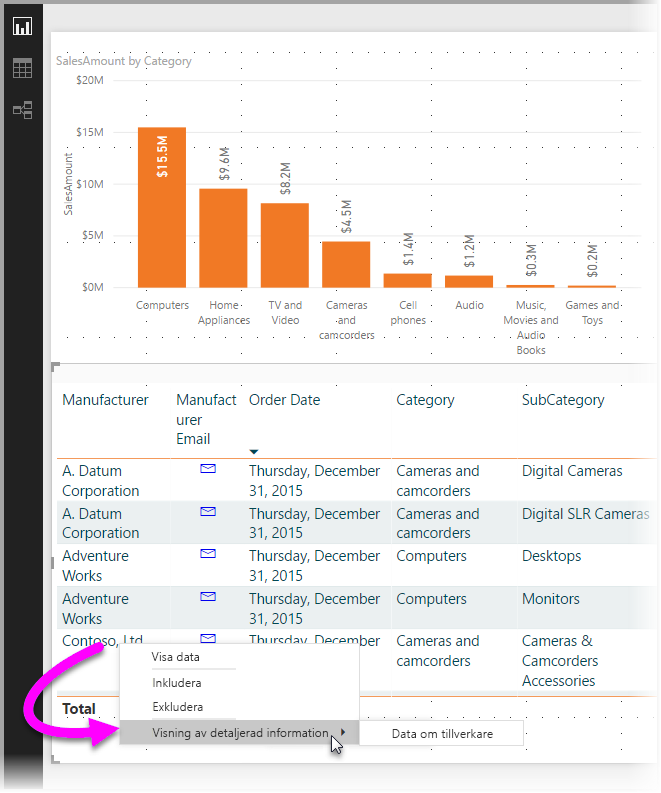 SalesAmount by Category
$20M
$15M
$10M
$5M
$0M
SalesAmount
$15.5M
$9.6M
$8.2M
$4.5M
$1.4M
$1.2M
$0.3M
$0.2M
Computers
Home
Appliances
TV and
Video
Cameras
and
camcorders
Cell
phones
Audio
Music,
Movies and
Audio
Books
Games and
Toys
Manufacturer
Manufact
urer
Email
Order Date
Category
SubCategory
A. Datum
Corporation
Thursday, December
31, 2015
Cameras and
camcorders
Digital Cameras
A. Datum
Corporation
Thursday, December
31, 2015
Cameras and
camcorders
Digital SLR Cameras
Adventure
Works
Thursday, December
31, 2015
Computers
Desktops
Adventure
Works
Thursday, December
31, 2015
Computers
Monitors
Contoso, Ltd
Thursday, December
Cameras and
camcorders
Cameras &
Camcorders
Accessories
Total
Visa data
Inkludera
Exkludera
Visning av detaljerad information
Data om tillverkare